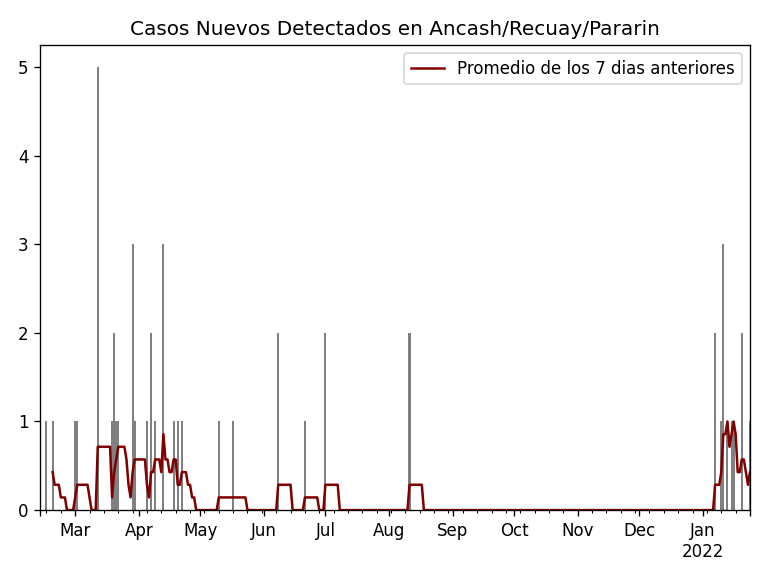 Casos Nuevos Detectados en Ancash/Recuay/Pararin
Promedio de los 7 dias anteriores
5
4
3
2
1
0
Mar Apr May Jun Jul Aug Sep Oct Nov Dec Jan
2022